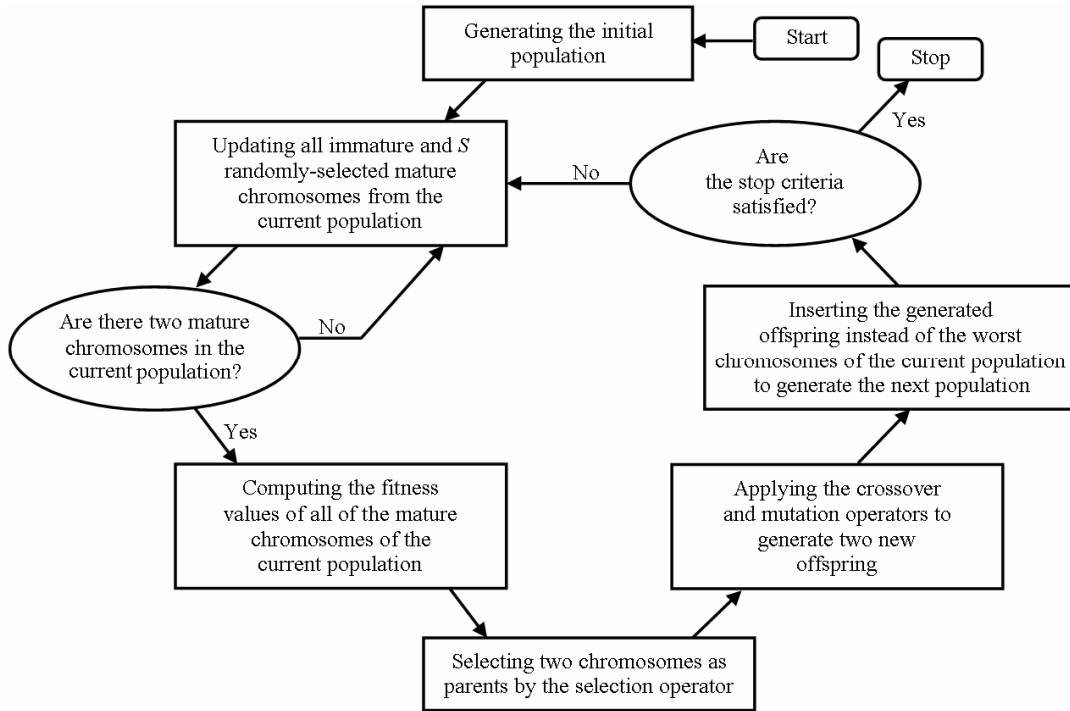 Start
Generating the initial
population
Updating all immature and S
randomly-selected mature
chromosomes from the
current population
Are there two mature
chromosomes in the
current population?
No
Yes
Computing the fitness
values of all of the mature
chromosomes of the
current population
Selecting two chromosomes as
parents by the selection operator
Applying the crossover
and mutation operators to
generate two new
offspring
Inserting the generated
offspring instead of the worst
chromosomes of the current population
to generate the next population
Are
the stop criteria
satisfied?
No
Yes
Stop